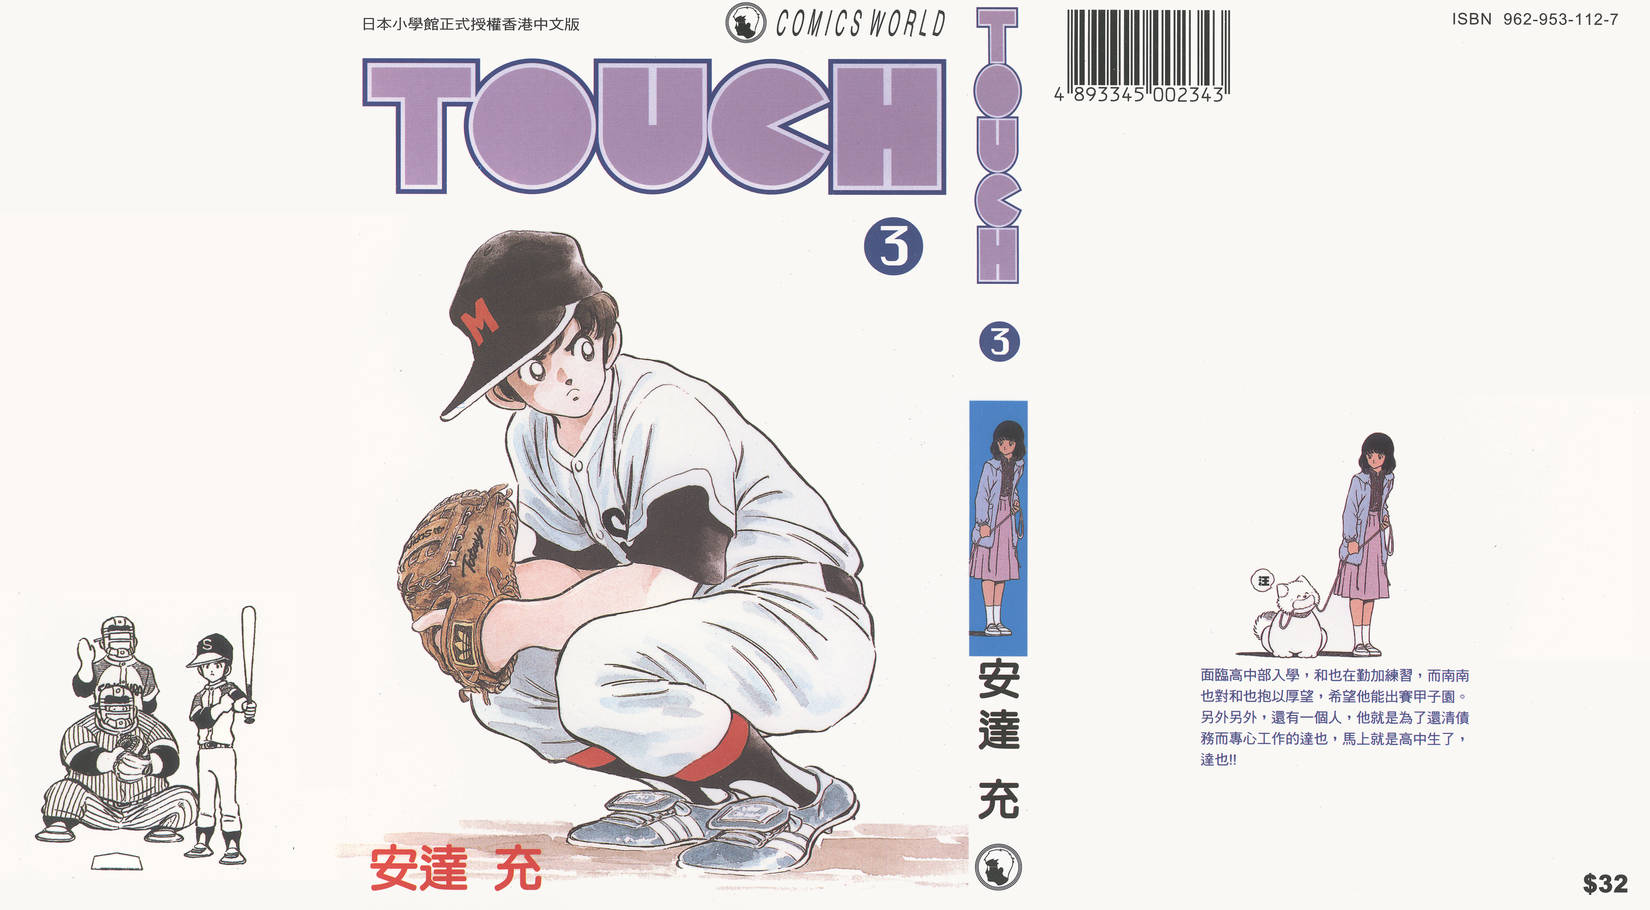 日本小學館正式授權香港中文版
COMICS WORLD
TOUCH
3
M
S
安達 充
TOUCH
3
安達 充
4 893345 002343
ISBN 962-953-112-7
汪
面臨高中部入學，和也在勤加練習，而南南
也對和也抱以厚望，希望他能出賽甲子園。
另外另外，還有一個人，他就是為了還清債
務而專心工作的達也，馬上就是高中生了，
達也!!
$32